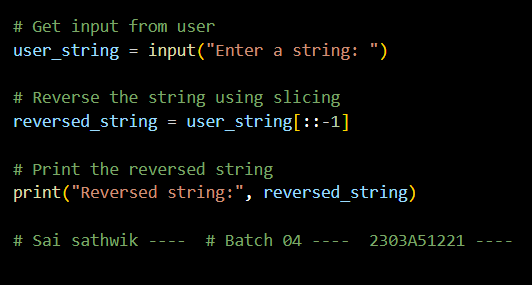 # Get input from user
user_string = input("Enter a string: ")
# Reverse the string using slicing
reversed_string = user_string[::-1]
# Print the reversed string
print("Reversed string:", reversed_string)
# Sai sathwik ----  # Batch 04 ----  2303A51221 ----